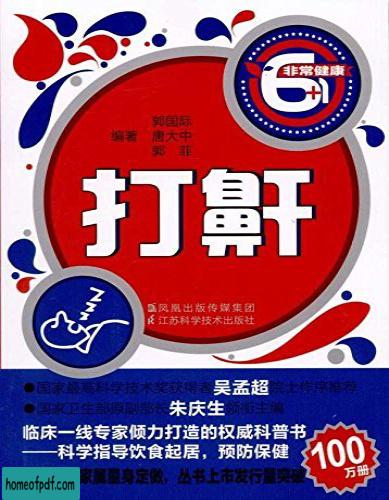 非常健康
6+1
郭国际
编著 唐大中
郭 菲
打鼾
凤凰出版传媒集团
江苏科学技术出版社
ZZZ
●国家最高科学技术奖获得者吴孟超院士作序推荐
●国家卫生部原副部长朱庆生领衔主编
临床一线专家倾力打造的权威科普书
——科学指导饮食起居，预防保健
家属量身定做，丛书上市发行量突破
100
万册
homeofpdf.com